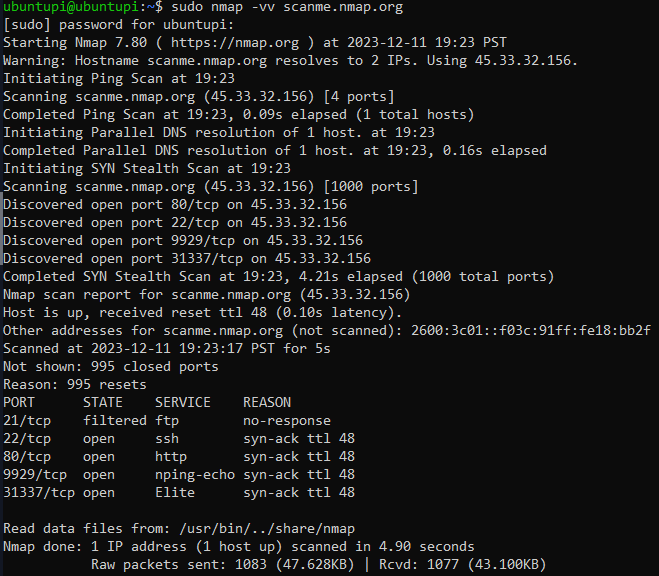 ubuntupi@ubuntupi:~$ sudo nmap -vv scanme.nmap.org
[sudo] password for ubuntupi:
Starting Nmap 7.80 ( https://nmap.org ) at 2023-12-11 19:23 PST
Warning: Hostname scanme.nmap.org resolves to 2 IPs. Using 45.33.32.156.
Initiating Ping Scan at 19:23
Scanning scanme.nmap.org (45.33.32.156) [4 ports]
Completed Ping Scan at 19:23, 0.09s elapsed (1 total hosts)
Initiating Parallel DNS resolution of 1 host. at 19:23
Completed Parallel DNS resolution of 1 host. at 19:23, 0.16s elapsed
Initiating SYN Stealth Scan at 19:23
Scanning scanme.nmap.org (45.33.32.156) [1000 ports]
Discovered open port 80/tcp on 45.33.32.156
Discovered open port 22/tcp on 45.33.32.156
Discovered open port 9929/tcp on 45.33.32.156
Discovered open port 31337/tcp on 45.33.32.156
Completed SYN Stealth Scan at 19:23, 4.21s elapsed (1000 total ports)
Nmap scan report for scanme.nmap.org (45.33.32.156)
Host is up, received reset ttl 48 (0.10s latency).
Other addresses for scanme.nmap.org (not scanned): 2600:3c01::f03c:91ff:fe18:bb2f
Scanned at 2023-12-11 19:23:17 PST for 5s
Not shown: 995 closed ports
Reason: 995 resets
PORT      STATE    SERVICE    REASON
21/tcp    filtered ftp        no-response
22/tcp    open     ssh        syn-ack ttl 48
80/tcp    open     http       syn-ack ttl 48
9929/tcp  open     nping-echo syn-ack ttl 48
31337/tcp open     Elite      syn-ack ttl 48
Read data files from: /usr/bin/../share/nmap
Nmap done: 1 IP address (1 host up) scanned in 4.90 seconds
           Raw packets sent: 1083 (47.628KB) | Rcvd: 1077 (43.100KB)